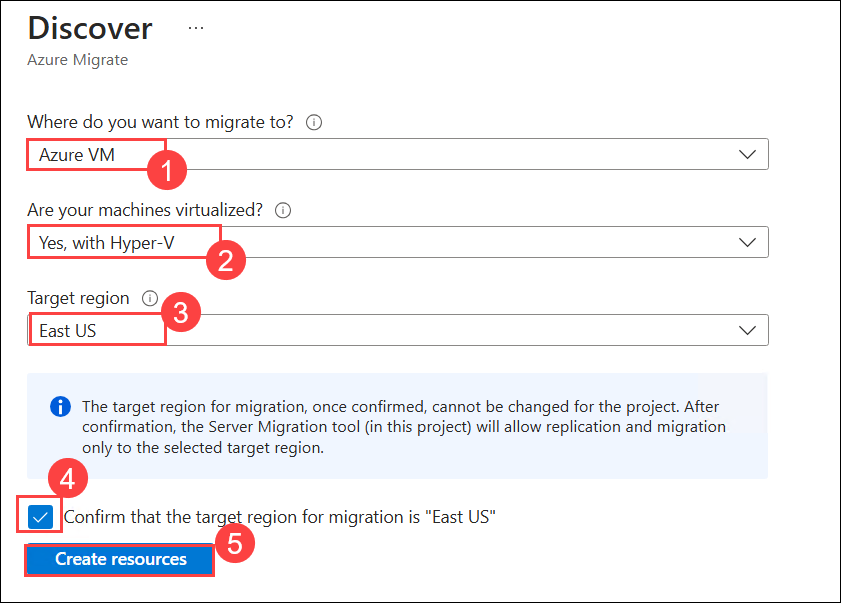 Discover ...
Azure Migrate
Where do you want to migrate to?
Azure VM
1
Are your machines virtualized?
Yes, with Hyper-V
2
Target region
3
East US
The target region for migration, once confirmed, cannot be changed for the project. After
confirmation, the Server Migration tool (in this project) will allow replication and migration
only to the selected target region.
4
Confirm that the target region for migration is "East US"
5
Create resources